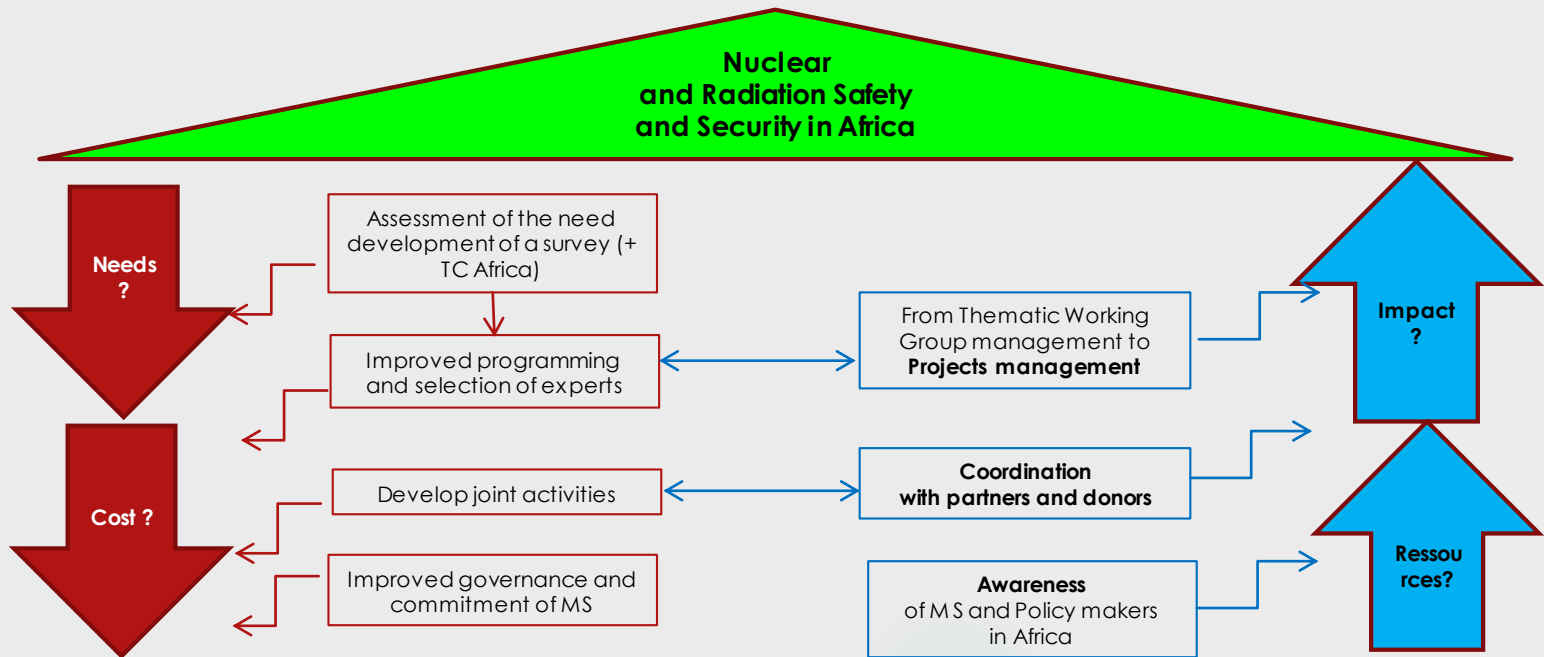 Nuclear
and Radiation Safety
and Security in Africa
Needs
?
Assessment of the need
development of a survey (+
TC Africa)
Improved programming
and selection of experts
From Thematic Working
Group management to
Projects management
Impact
?
Cost ?
Develop joint activities
Coordination
with partners and donors
Improved governance and
commitment of MS
Awareness
of MS and Policy makers
in Africa
Ressou
rces?